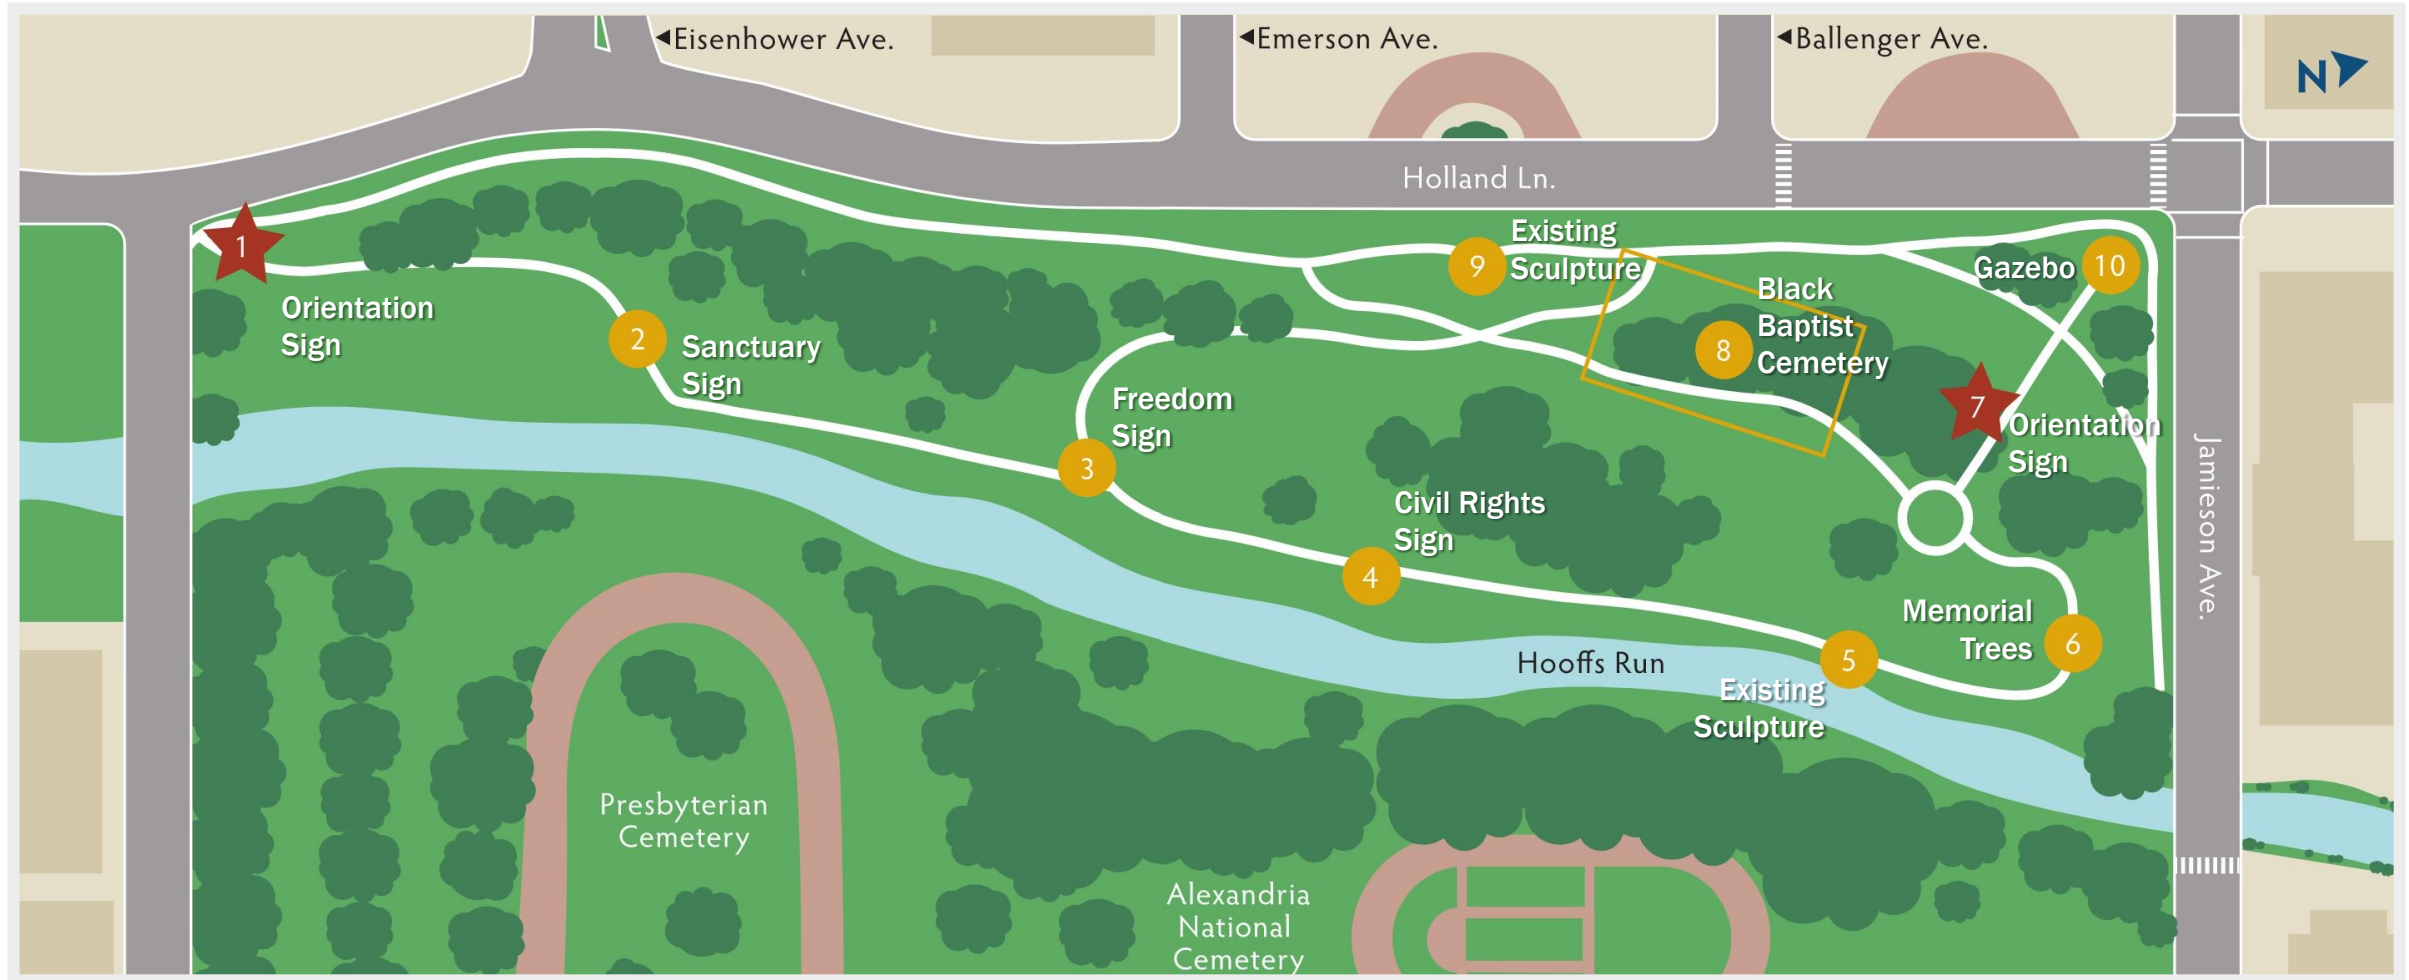 ◄Eisenhower Ave.
◄Emerson Ave.
◄Ballenger Ave.
N
Holland Ln.
1
Orientation
Sign
2
Sanctuary
Sign
3
Freedom
Sign
4
Civil Rights
Sign
5
Existing
Sculpture
6
Memorial
Trees
7
Orientation
Sign
8
Black
Baptist
Cemetery
9
Existing
Sculpture
10
Gazebo
Jamieson Ave.
Hooffs Run
Presbyterian
Cemetery
Alexandria
National
Cemetery